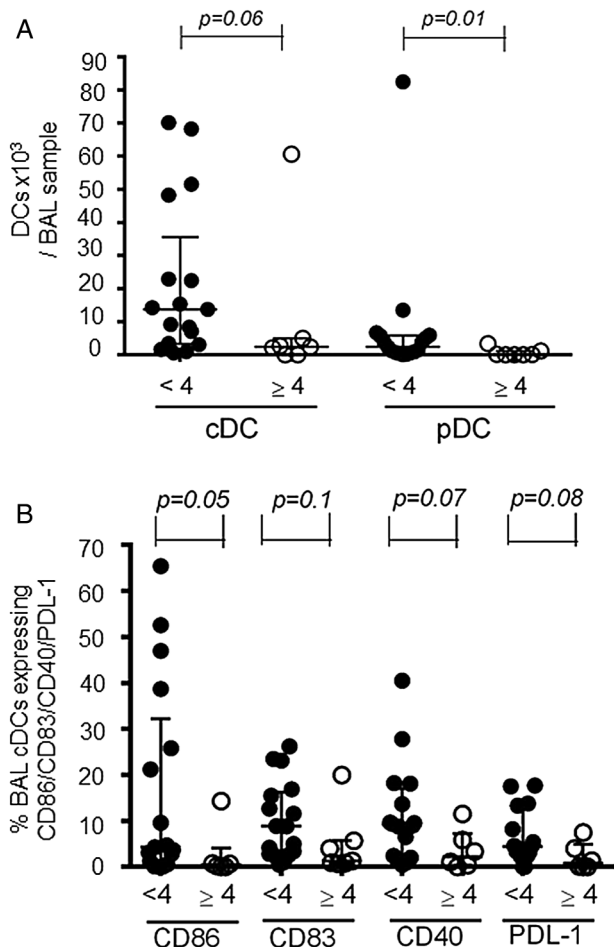 A
p=0.06
p=0.01
DCs x10³
/ BAL sample
90
80
70
60
50
40
30
20
10
0
< 4
≥ 4
< 4
≥ 4
cDC
pDC
B
p=0.05
p=0.1
p=0.07
p=0.08
% BAL cDCs expressing
CD86/CD83/CD40/PDL-1
70
60
50
40
30
20
10
0
<4
≥ 4
<4
≥ 4
<4
≥ 4
<4
≥ 4
CD86
CD83
CD40
PDL-1